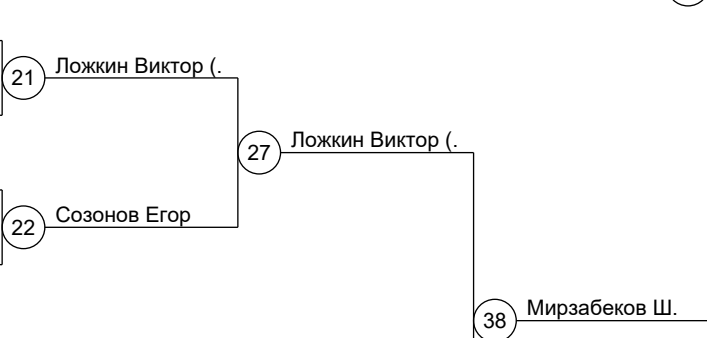 21 Ложкин Виктор (.
27 Ложкин Виктор (.
22 Созонов Егор
38 Мирзабеков Ш.